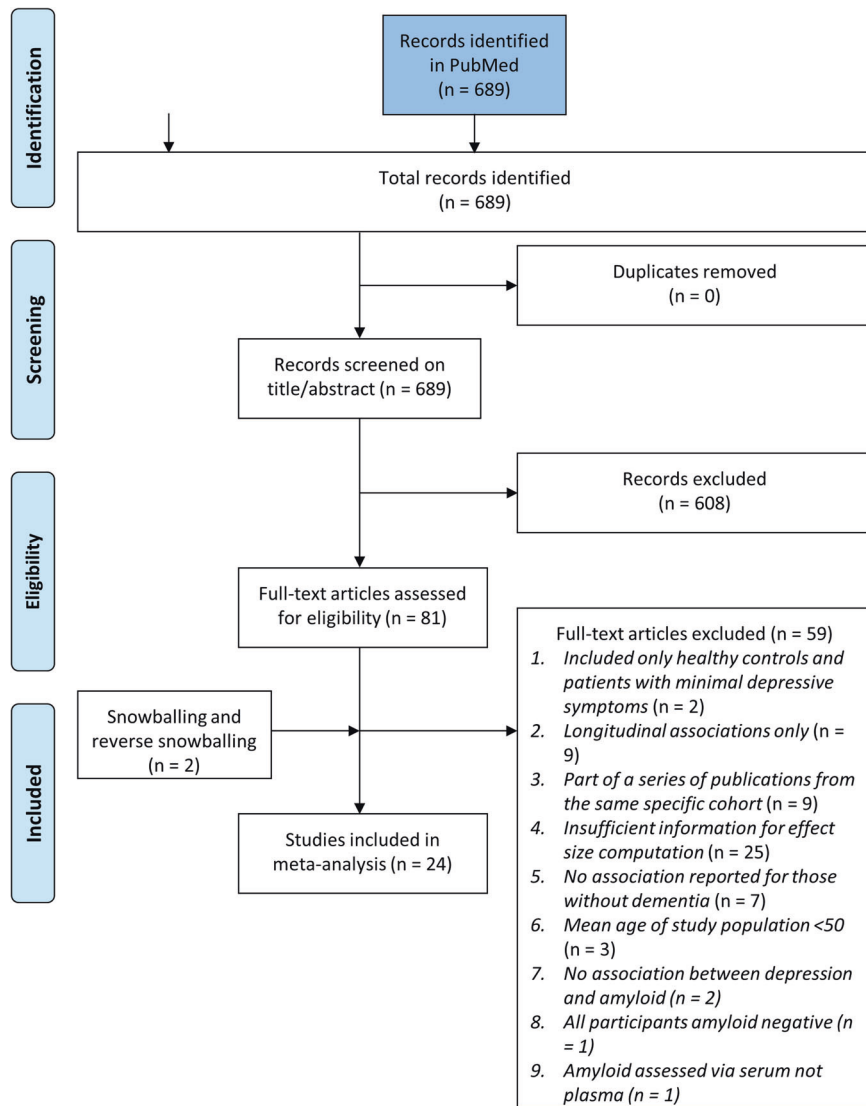 Identification
Records identified
in PubMed
(n = 689)
Total records identified
(n = 689)
Screening
Duplicates removed
(n = 0)
Records screened on
title/abstract (n = 689)
Eligibility
Records excluded
(n = 608)
Full-text articles assessed
for eligibility (n = 81)
Full-text articles excluded (n = 59)
1. Included only healthy controls and
patients with minimal depressive
symptoms (n = 2)
2. Longitudinal associations only (n =
9)
3. Part of a series of publications from
the same specific cohort (n = 9)
4. Insufficient information for effect
size computation (n = 25)
5. No association reported for those
without dementia (n = 7)
6. Mean age of study population <50
(n = 3)
7. No association between depression
and amyloid (n = 2)
8. All participants amyloid negative (n
= 1)
9. Amyloid assessed via serum not
plasma (n = 1)
Included
Snowballing and
reverse snowballing
(n = 2)
Studies included in
meta-analysis (n = 24)